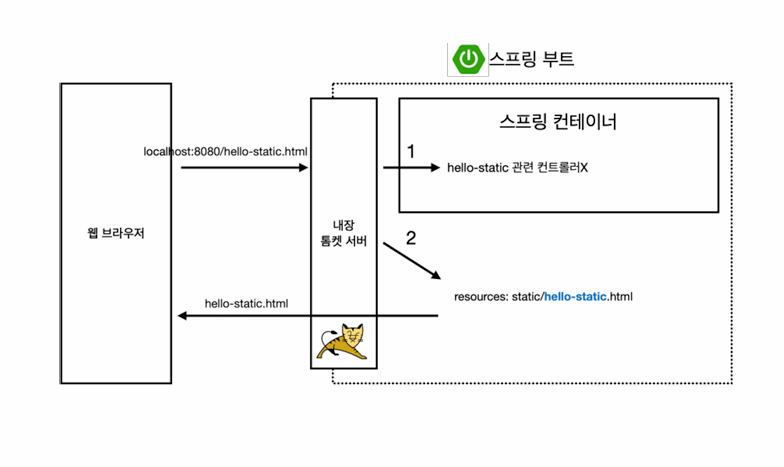 스프링 부트
스프링 컨테이너
localhost:8080/hello-static.html
1
hello-static 관련 컨트롤러X
웹 브라우저
내장
톰켓 서버
2
resources: static/hello-static.html
hello-static.html